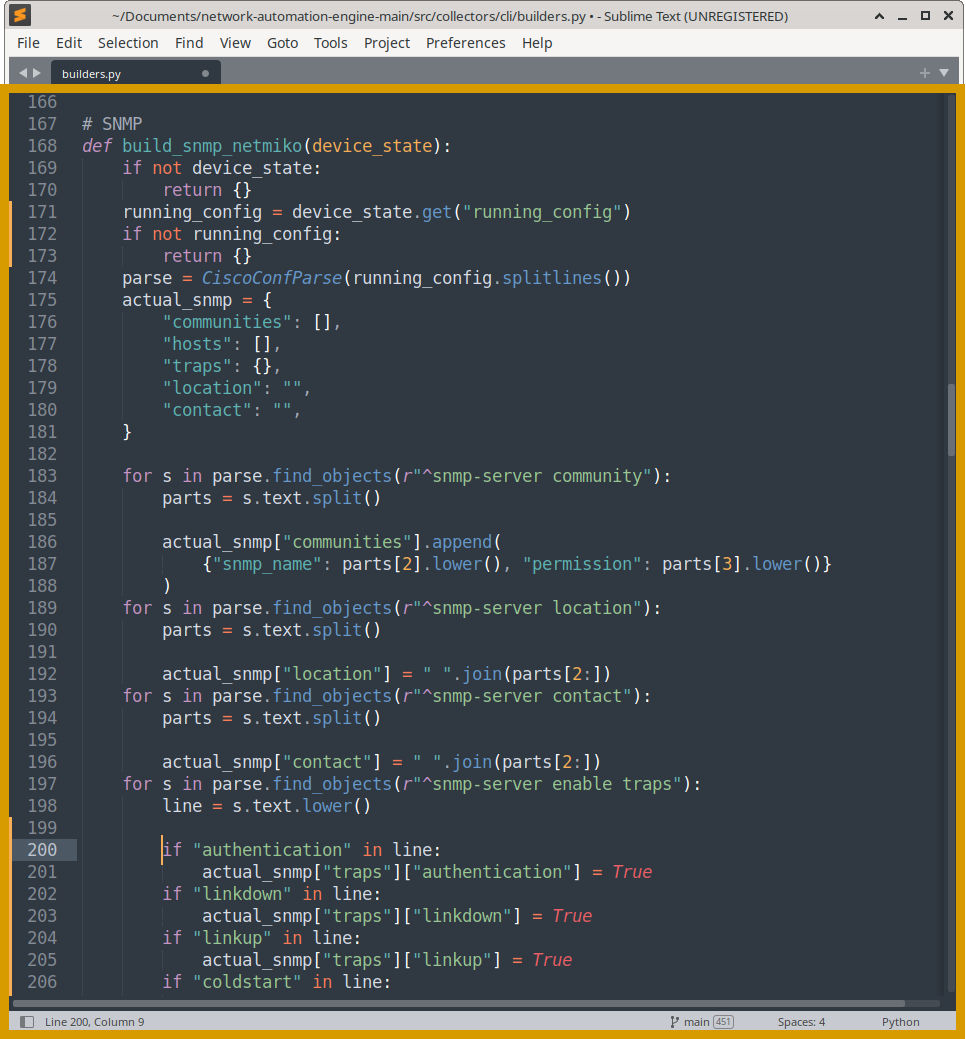 ~/Documents/network-automation-engine-main/src/collectors/cli/builders.py • - Sublime Text (UNREGISTERED)
File Edit Selection Find View Goto Tools Project Preferences Help
builders.py
166
167 # SNMP
168 def build_snmp_netmiko(device_state):
169     if not device_state:
170         return {}
171     running_config = device_state.get("running_config")
172     if not running_config:
173         return {}
174     parse = CiscoConfParse(running_config.splitlines())
175     actual_snmp = {
176         "communities": [],
177         "hosts": [],
178         "traps": {},
179         "location": "",
180         "contact": "",
181     }
182
183     for s in parse.find_objects(r"^snmp-server community"):
184         parts = s.text.split()
185
186         actual_snmp["communities"].append(
187             {"snmp_name": parts[2].lower(), "permission": parts[3].lower()}
188         )
189     for s in parse.find_objects(r"^snmp-server location"):
190         parts = s.text.split()
191
192         actual_snmp["location"] = " ".join(parts[2:])
193     for s in parse.find_objects(r"^snmp-server contact"):
194         parts = s.text.split()
195
196         actual_snmp["contact"] = " ".join(parts[2:])
197     for s in parse.find_objects(r"^snmp-server enable traps"):
198         line = s.text.lower()
199
200         if "authentication" in line:
201             actual_snmp["traps"]["authentication"] = True
202         if "linkdown" in line:
203             actual_snmp["traps"]["linkdown"] = True
204         if "linkup" in line:
205             actual_snmp["traps"]["linkup"] = True
206         if "coldstart" in line:
Line 200, Column 9 main 451 Spaces: 4 Python